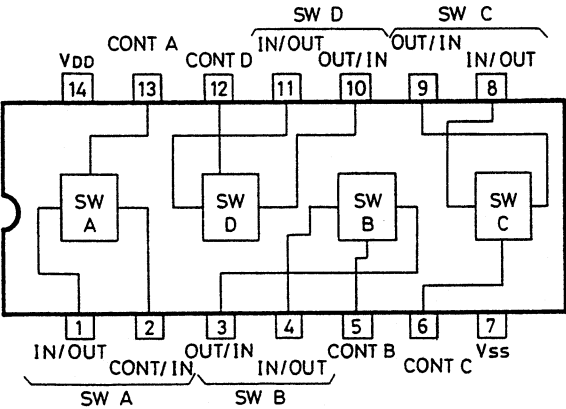 SW D SW C
CONT A IN/OUT OUT/IN
VDD CONT D OUT/IN IN/OUT
14 13 12 11 10 9 8
SW SW SW SW
A D B C
1 2 3 4 5 6 7
IN/OUT OUT/IN CONT B VSS
CONT/IN IN/OUT CONT C
SW A SW B